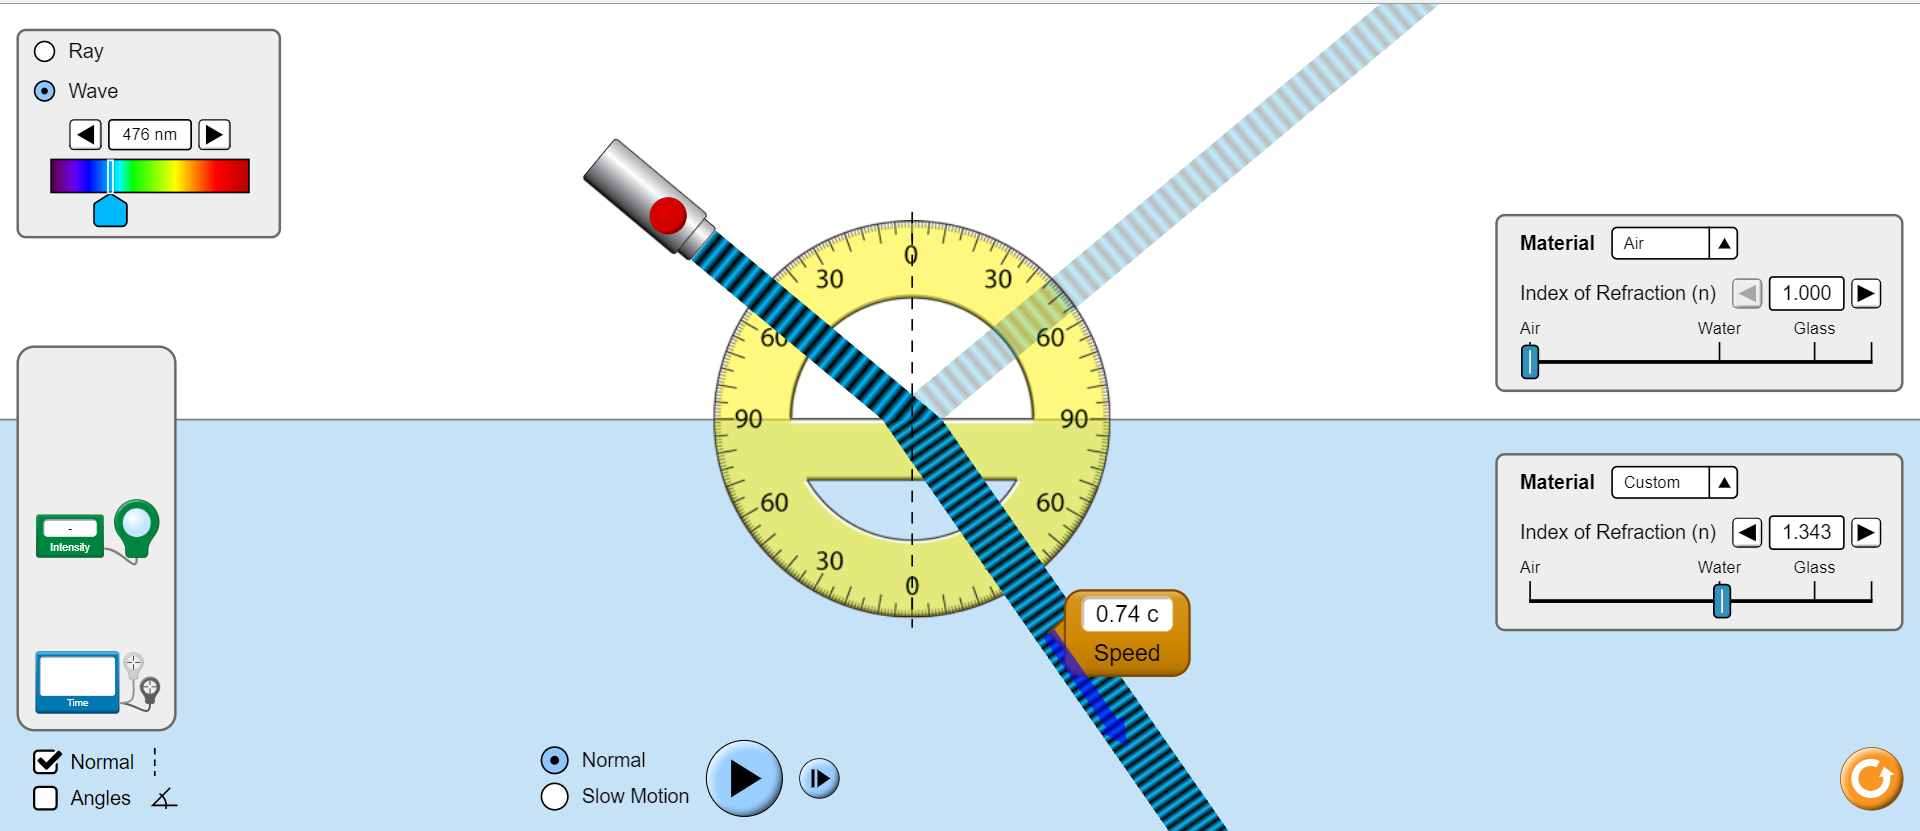 Ray
Wave
476 nm
Material Air
Index of Refraction (n) 1.000
Air Water Glass
0
30 30
60 60
90 90
60 60
30
0
-
Intensity
Time
Material Custom
Index of Refraction (n) 1.343
Air Water Glass
0.74 c
Speed
Normal
Angles
Normal
Slow Motion